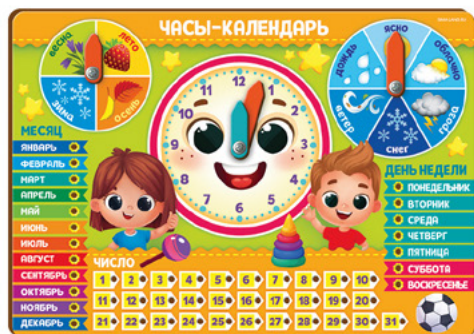 ЧАСЫ-КАЛЕНДАРЬ
весна
лето
зима
осень
ясно
дождь
облачно
ветер
гроза
снег
12
11
1
10
2
9
3
8
4
7
5
6
МЕСЯЦ
ЯНВАРЬ
ФЕВРАЛЬ
МАРТ
АПРЕЛЬ
МАЙ
ИЮНЬ
ИЮЛЬ
АВГУСТ
СЕНТЯБРЬ
ОКТЯБРЬ
НОЯБРЬ
ДЕКАБРЬ
ДЕНЬ НЕДЕЛИ
ПОНЕДЕЛЬНИК
ВТОРНИК
СРЕДА
ЧЕТВЕРГ
ПЯТНИЦА
СУББОТА
ВОСКРЕСЕНЬЕ
ЧИСЛО
1 2 3 4 5 6 7 8 9 10
11 12 13 14 15 16 17 18 19 20
21 22 23 24 25 26 27 28 29 30 31